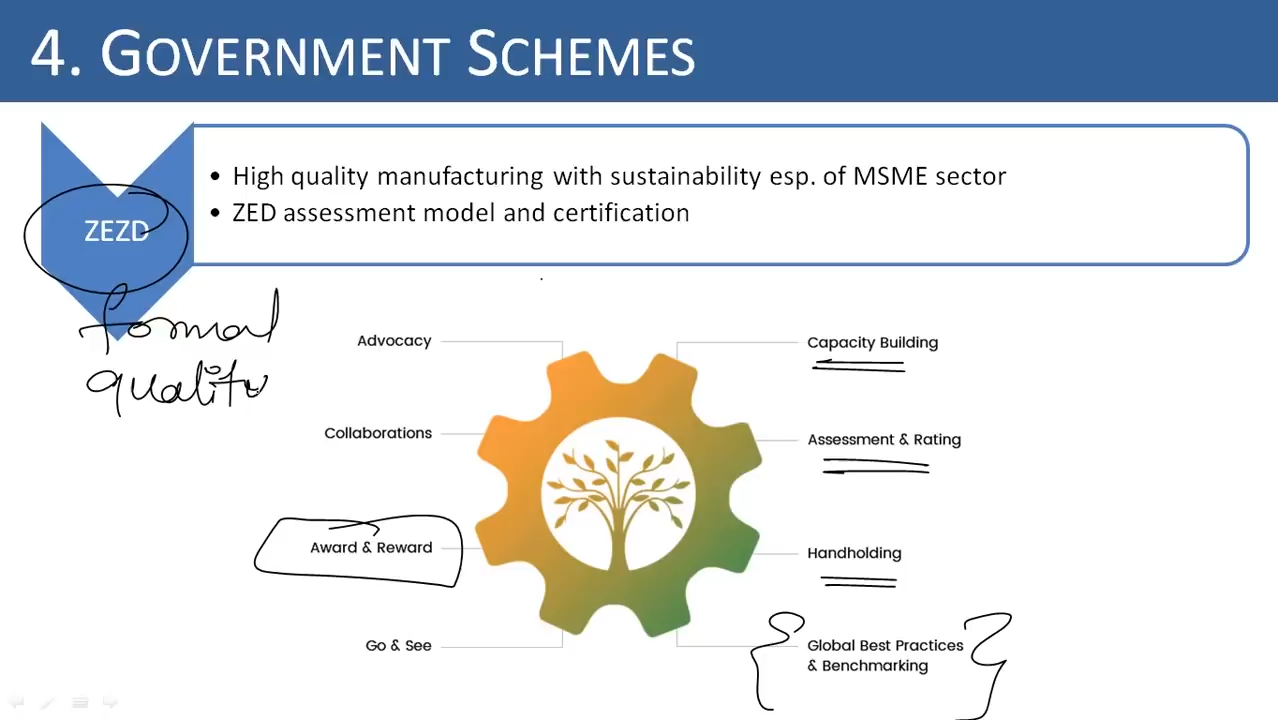 4. GOVERNMENT SCHEMES
• High quality manufacturing with sustainability esp. of MSME sector
• ZED assessment model and certification
ZEZD
formal
quality
Advocacy
Collaborations
Award & Reward
Go & See
Capacity Building
Assessment & Rating
Handholding
Global Best Practices
& Benchmarking